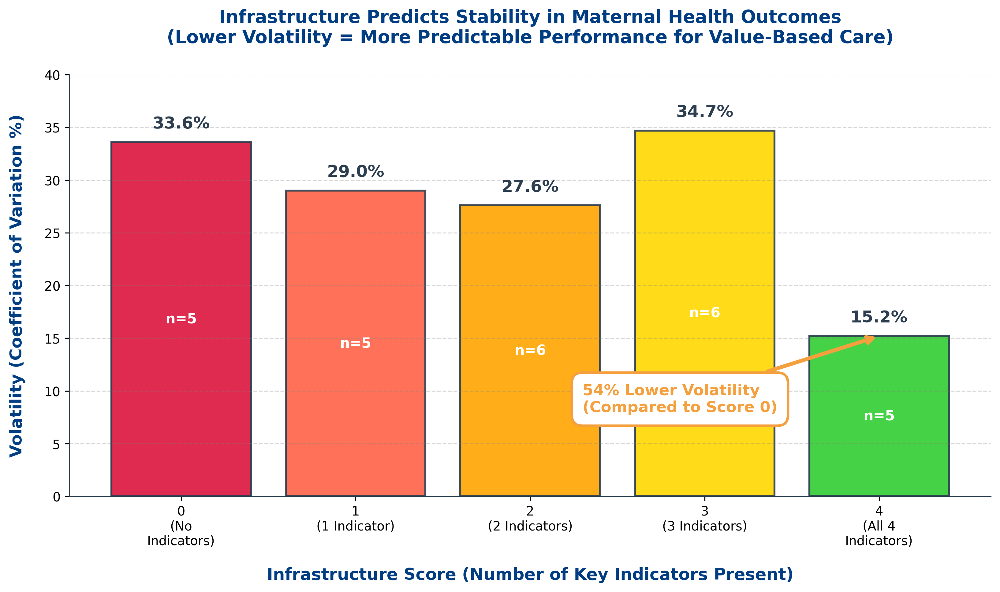 Infrastructure Predicts Stability in Maternal Health Outcomes
(Lower Volatility = More Predictable Performance for Value-Based Care)
Volatility (Coefficient of Variation %)
40
35
30
25
20
15
10
5
0
33.6%
29.0%
27.6%
34.7%
15.2%
n=5
n=5
n=6
n=6
n=5
54% Lower Volatility
(Compared to Score 0)
0
(No
Indicators)
1
(1 Indicator)
2
(2 Indicators)
3
(3 Indicators)
4
(All 4
Indicators)
Infrastructure Score (Number of Key Indicators Present)